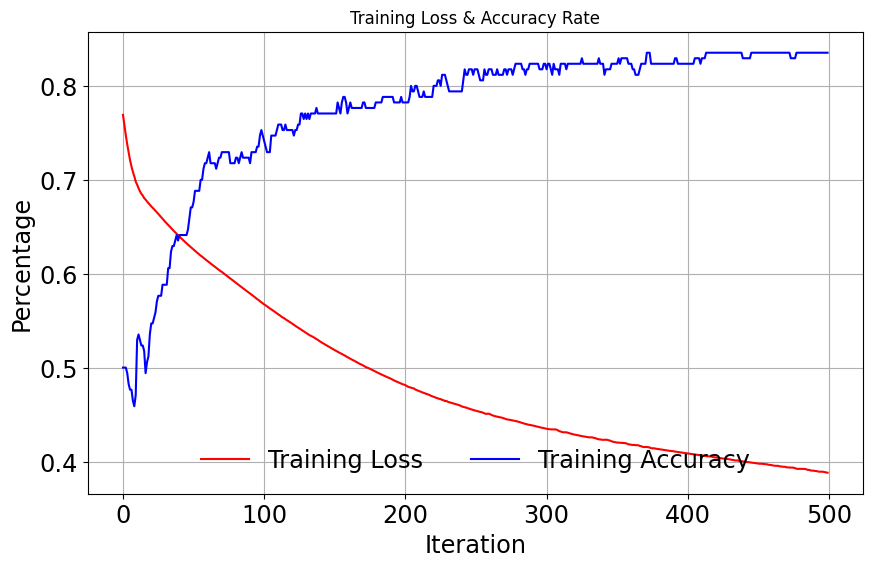 Training Loss & Accuracy Rate
Percentage
0.8
0.7
0.6
0.5
0.4
Training Loss
Training Accuracy
0
100
200
300
400
500
Iteration